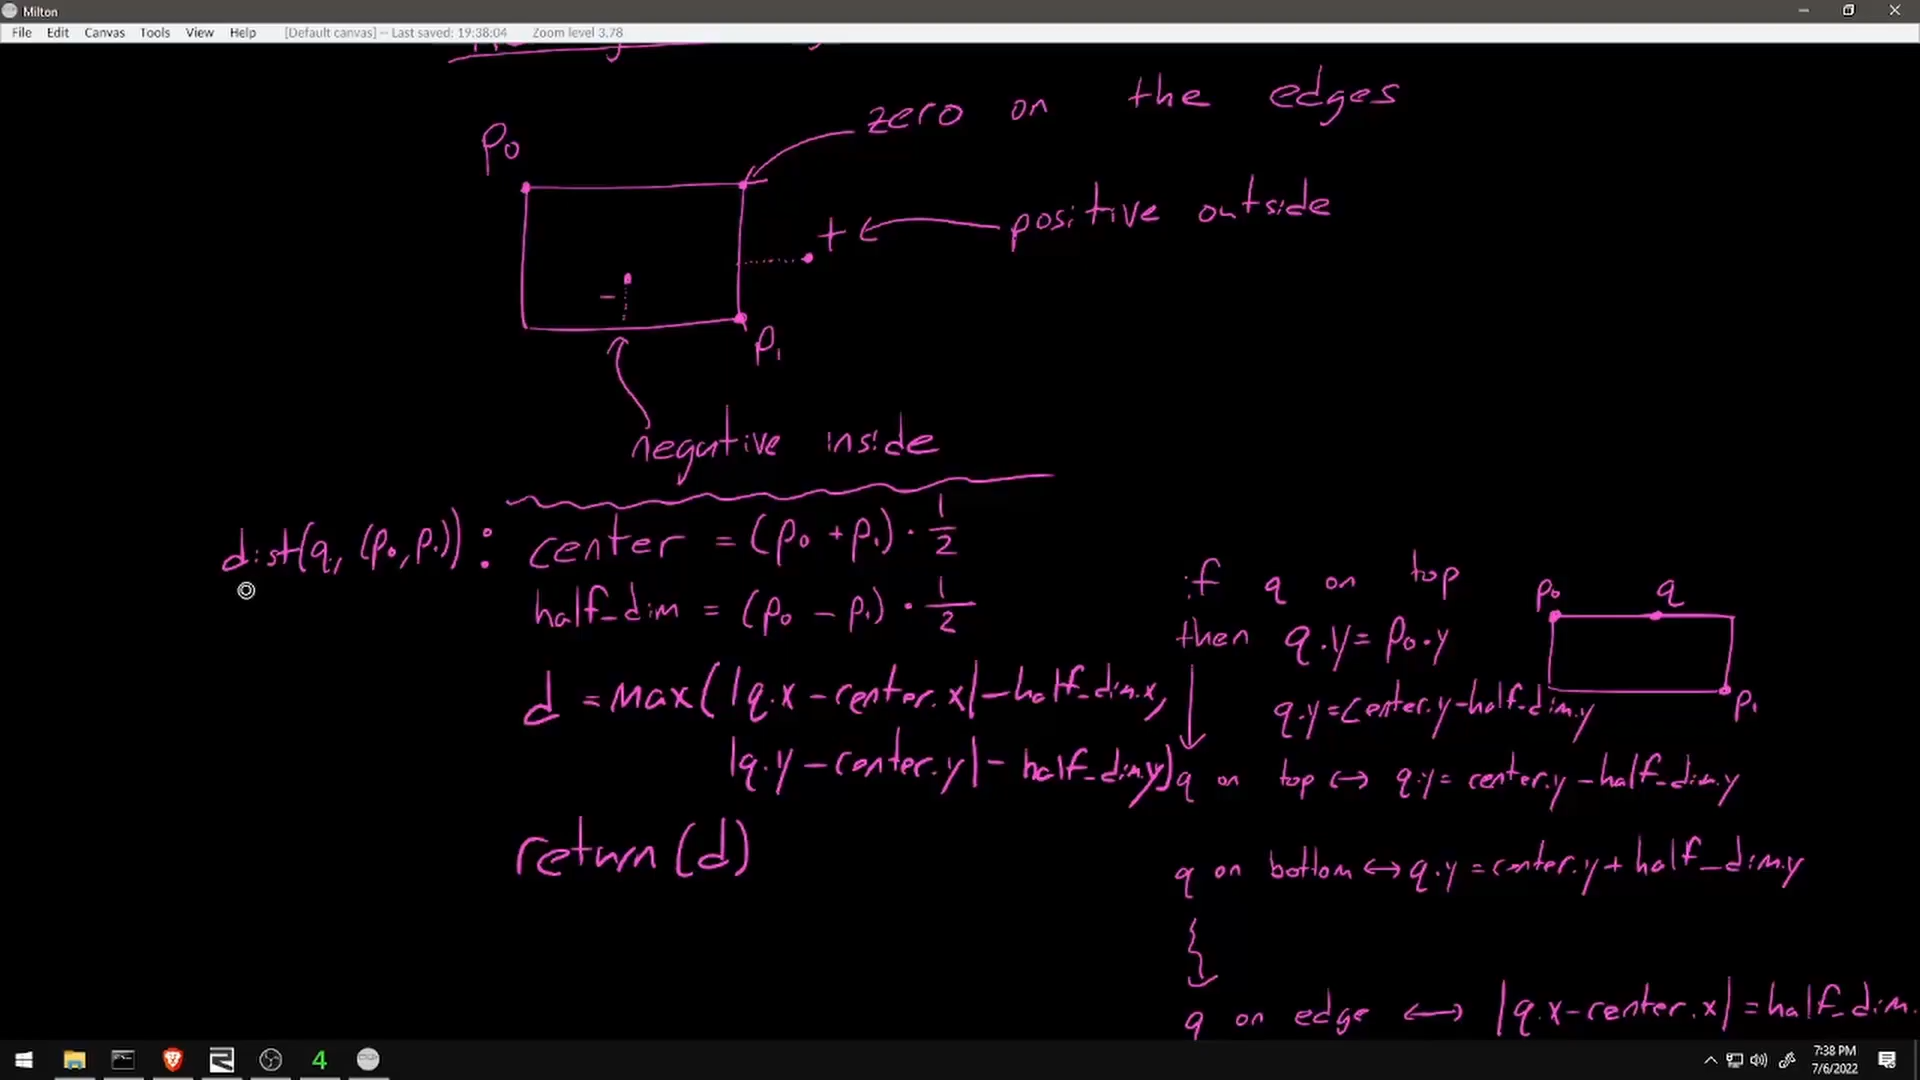 Milton
File Edit Canvas Tools View Help [Default canvas] -- Last saved: 19:38:04 Zoom level 3.78
zero on the edges
p0
+
positive outside
-
p1
negative inside
dist(q, (p0, p1)) : center = (p0 + p1) · 1/2
half_dim = (p0 - p1) · 1/2
d = max( |q.x - center.x| - half_dim.x,
|q.y - center.y| - half_dim.y)
return (d)
if q on top
then q.y = p0.y
q.y = center.y - half_dim.y
p0
q
p1
q on top <-> q.y = center.y - half_dim.y
q on bottom <-> q.y = center.y + half_dim.y
q on edge <-> |q.x - center.x| = half_dim.
4
7:38 PM
7/6/2022